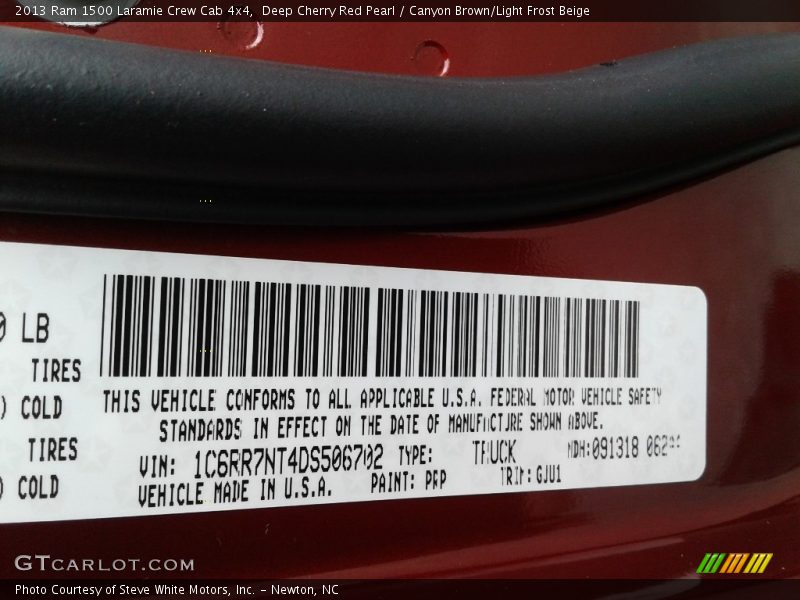 2013 Ram 1500 Laramie Crew Cab 4x4, Deep Cherry Red Pearl / Canyon Brown/Light Frost Beige
LB
TIRES
COLD
TIRES
COLD
THIS VEHICLE CONFORMS TO ALL APPLICABLE U.S.A. FEDERAL MOTOR VEHICLE SAFETY
STANDARDS IN EFFECT ON THE DATE OF MANUFACTURE SHOWN ABOVE.
VIN: 1C6RR7NT4DS506702 TYPE: TRUCK MDH:091318
VEHICLE MADE IN U.S.A. PAINT: PRP TRIM: GJU1
GTCARLOT.COM
Photo Courtesy of Steve White Motors, Inc. – Newton, NC